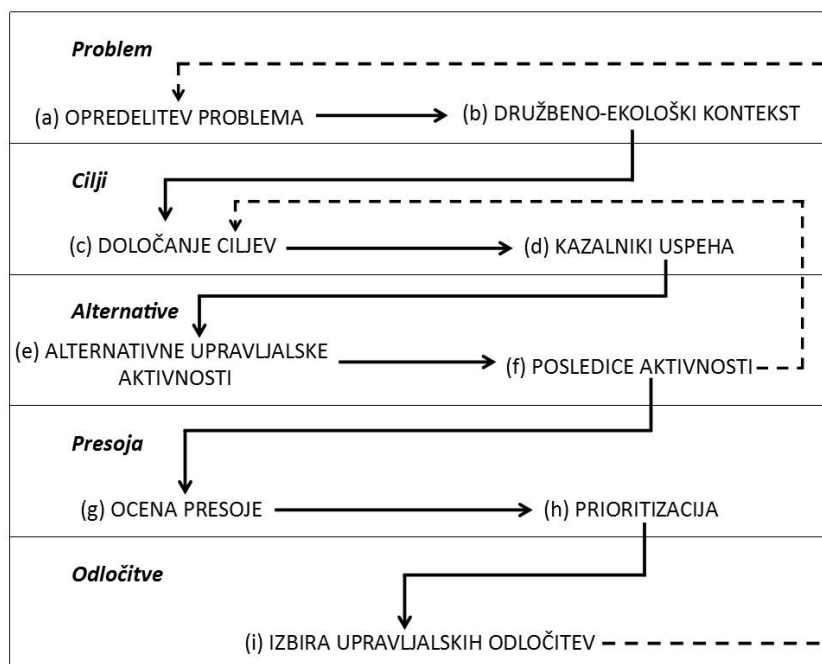 Problem
(a) OPREDELITEV PROBLEMA
(b) DRUŽBENO-EKOLOŠKI KONTEKST
Cilji
(c) DOLOČANJE CILJEV
(d) KAZALNIKI USPEHA
Alternative
(e) ALTERNATIVNE UPRAVLJALSKE
AKTIVNOSTI
(f) POSLEDICE AKTIVNOSTI
Presoja
(g) OCENA PRESOJE
(h) PRIORITIZACIJA
Odločitve
(i) IZBIRA UPRAVLJALSKIH ODLOČITEV